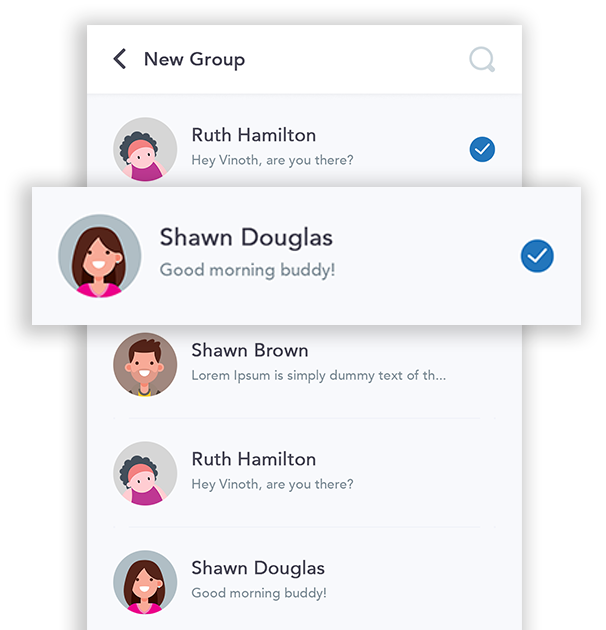 New Group
Ruth Hamilton
Hey Vinoth, are you there?
Shawn Douglas
Good morning buddy!
Shawn Brown
Lorem Ipsum is simply dummy text of th...
Ruth Hamilton
Hey Vinoth, are you there?
Shawn Douglas
Good morning buddy!